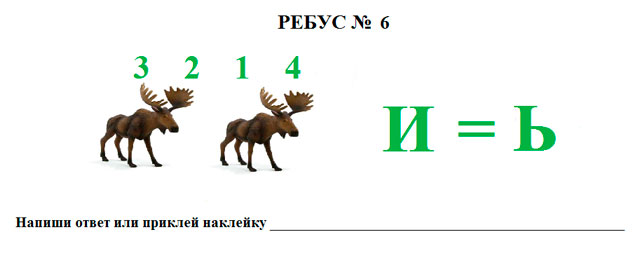 РЕБУС № 6
3 2 1 4
И = Ь
Напиши ответ или приклей наклейку